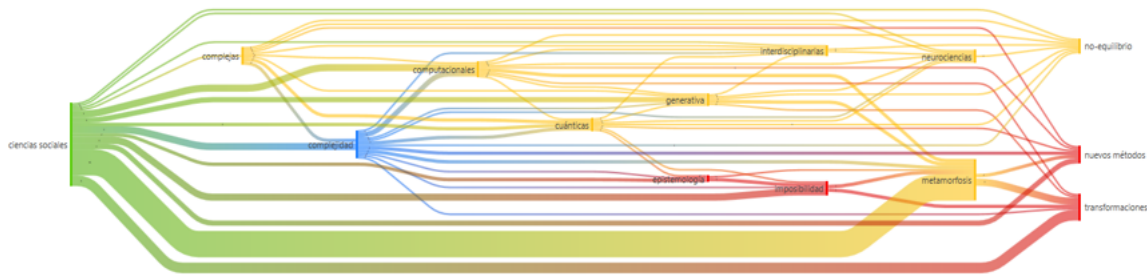 no-equilibrio
interdisciplinarias
complejas
neurociencias
computacionales
generativa
cuánticas
ciencias sociales
complejidad
nuevos métodos
epistemología
metamorfosis
imposibilidad
transformaciones